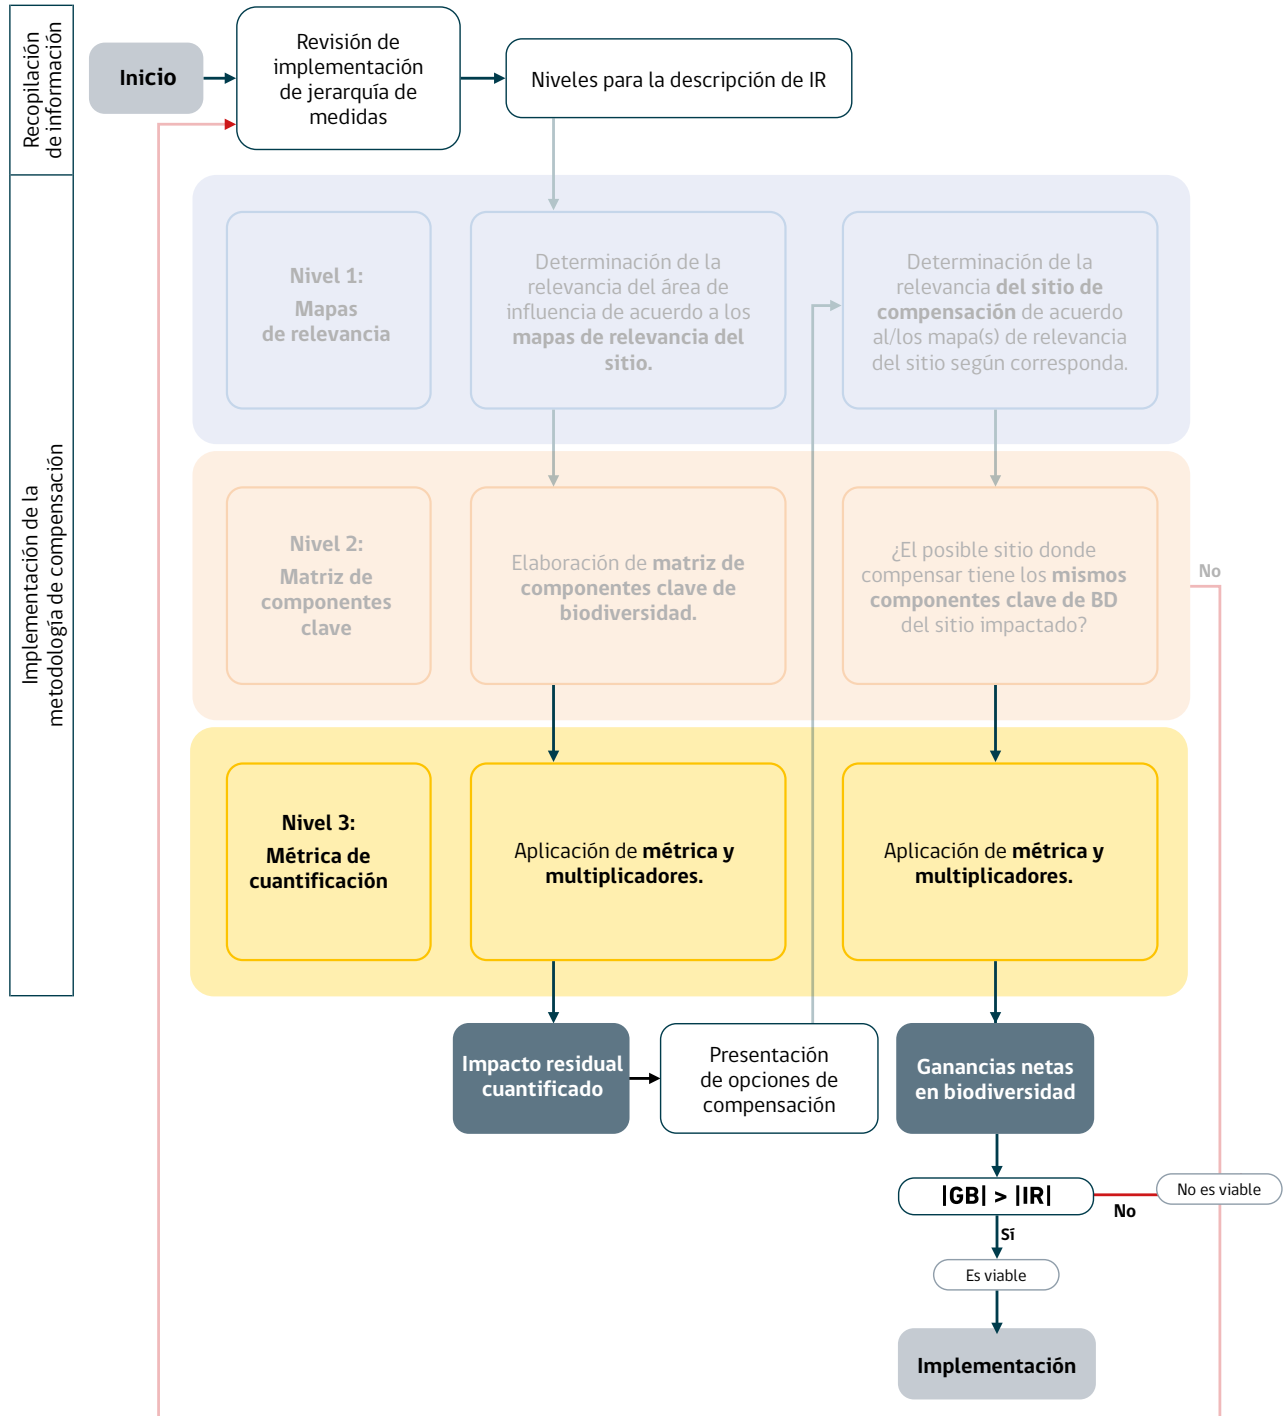 Recopilación
de información
Inicio
Revisión de
implementación
de jerarquía de
medidas
Niveles para la descripción de IR
Implementación de la
metodología de compensación
Nivel 1:
Mapas
de relevancia
Determinación de la
relevancia del área de
influencia de acuerdo a los
mapas de relevancia del
sitio.
Determinación de la
relevancia del sitio de
compensación de acuerdo
al/los mapa(s) de relevancia
del sitio según corresponda.
Nivel 2:
Matriz de
componentes
clave
Elaboración de matriz de
componentes clave de
biodiversidad.
¿El posible sitio donde
compensar tiene los mismos
componentes clave de BD
del sitio impactado?
No
Nivel 3:
Métrica de
cuantificación
Aplicación de métrica y
multiplicadores.
Aplicación de métrica y
multiplicadores.
Impacto residual
cuantificado
Presentación
de opciones de
compensación
Ganancias netas
en biodiversidad
|GB| > |IR|
No
No es viable
Sí
Es viable
Implementación